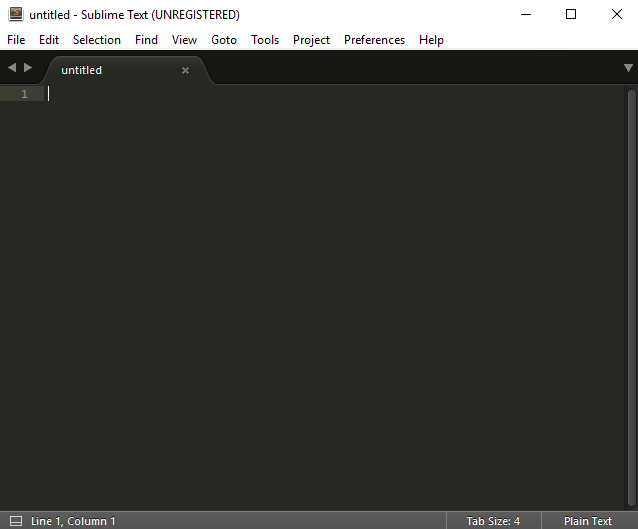 untitled - Sublime Text (UNREGISTERED)
File Edit Selection Find View Goto Tools Project Preferences Help
untitled
1
Line 1, Column 1 Tab Size: 4 Plain Text